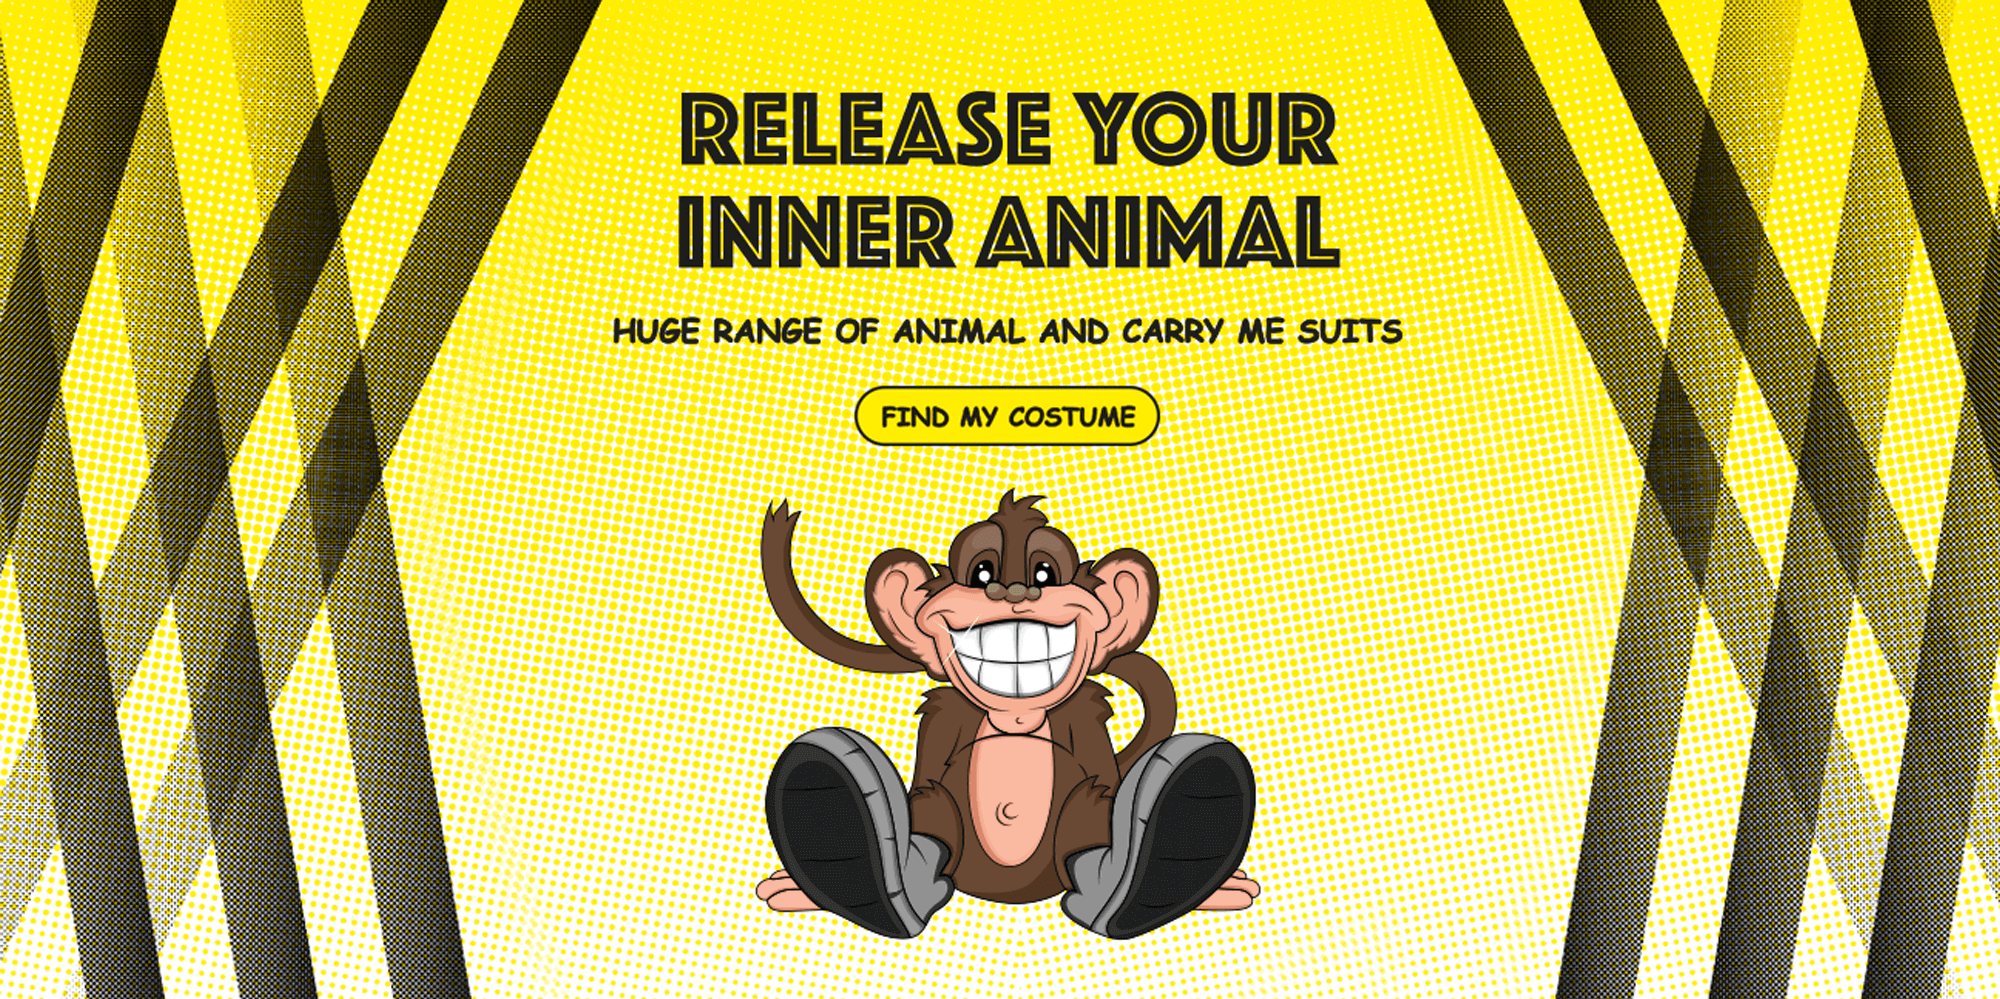 RELEASE YOUR
INNER ANIMAL
HUGE RANGE OF ANIMAL AND CARRY ME SUITS
FIND MY COSTUME